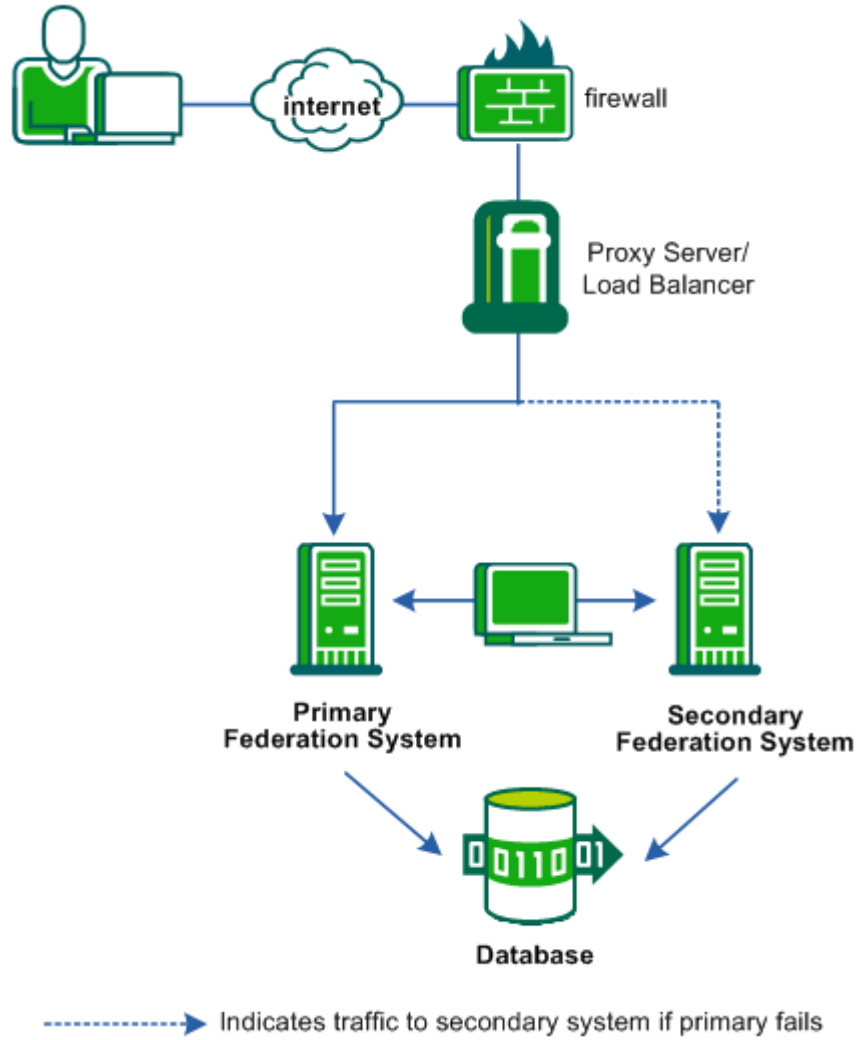 internet
firewall
Proxy Server/
Load Balancer
Primary
Federation System
Secondary
Federation System
0 0110 01
Database
Indicates traffic to secondary system if primary fails